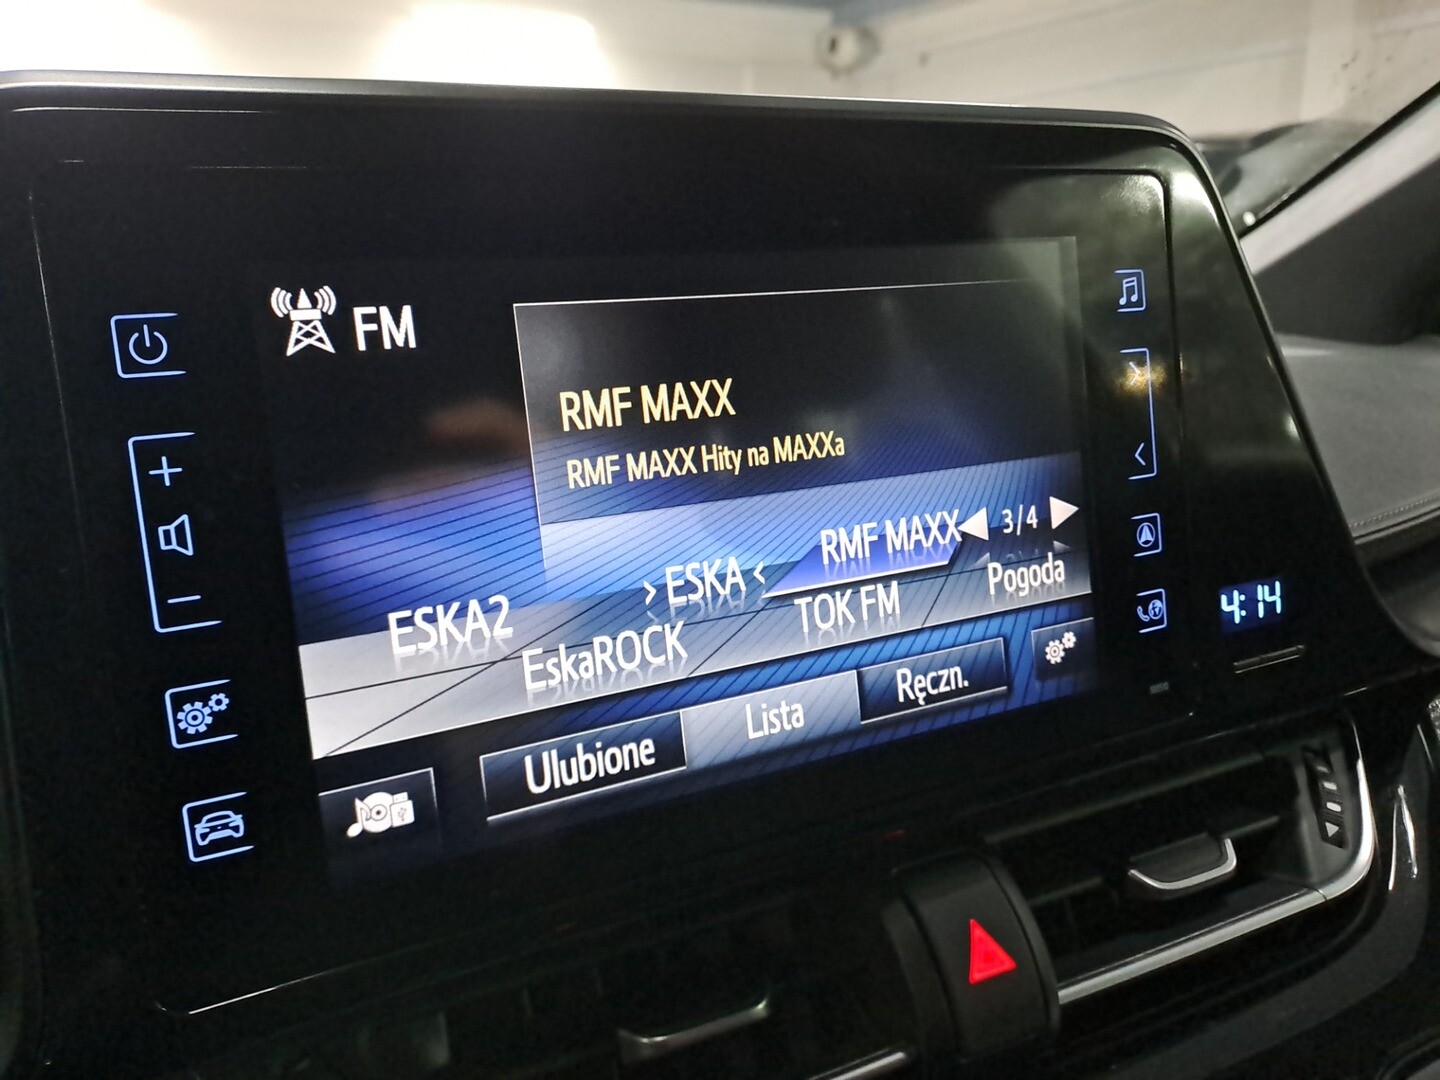 FM
RMF MAXX
RMF MAXX Hity na MAXXa
ESKA2
> ESKA <
RMF MAXX
3/4
EskaROCK
TOK FM
Pogoda
Ulubione
Lista
Ręczn.
4:14